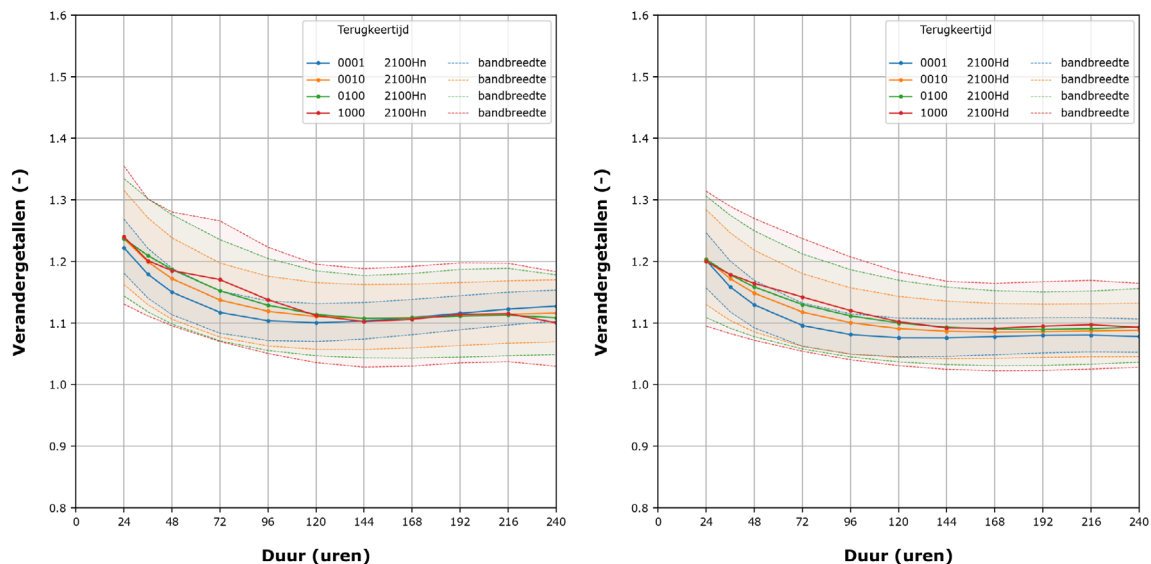 Terugkeertijd
0001 2100Hn bandbreedte
0010 2100Hn bandbreedte
0100 2100Hn bandbreedte
1000 2100Hn bandbreedte
1.6
1.5
1.4
1.3
1.2
1.1
1.0
0.9
0.8
Verandergetallen (-)
0 24 48 72 96 120 144 168 192 216 240
Duur (uren)
Terugkeertijd
0001 2100Hd bandbreedte
0010 2100Hd bandbreedte
0100 2100Hd bandbreedte
1000 2100Hd bandbreedte
1.6
1.5
1.4
1.3
1.2
1.1
1.0
0.9
0.8
Verandergetallen (-)
0 24 48 72 96 120 144 168 192 216 240
Duur (uren)